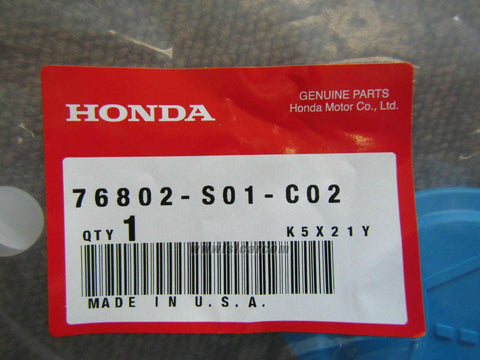 HONDA
GENUINE PARTS
Honda Motor Co., Ltd.
76802-S01-C02
QTY 1
K5X21Y
MADE IN U.S.A.